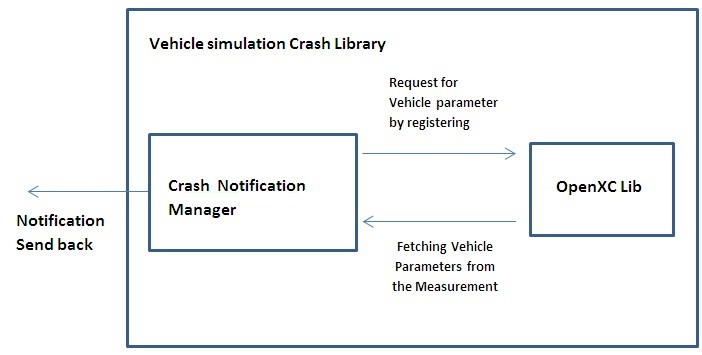 Vehicle simulation Crash Library
Request for
Vehicle parameter
by registering
Crash Notification
Manager
OpenXC Lib
Notification
Send back
Fetching Vehicle
Parameters from
the Measurement